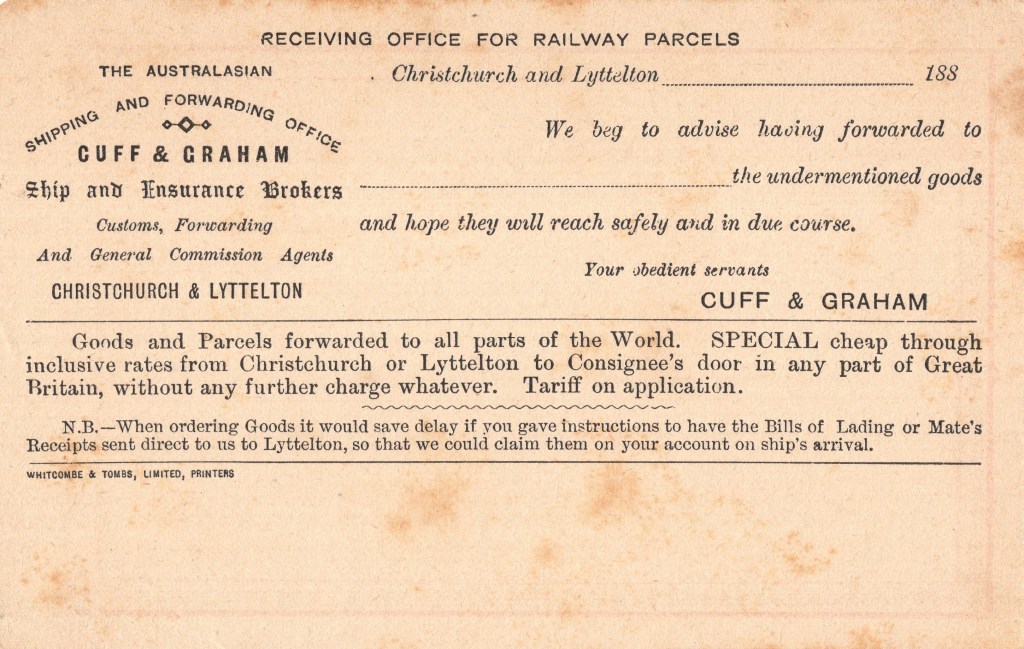 RECEIVING OFFICE FOR RAILWAY PARCELS
THE AUSTRALASIAN
SHIPPING AND FORWARDING OFFICE
CUFF & GRAHAM
Ship and Insurance Brokers
Customs, Forwarding
And General Commission Agents
CHRISTCHURCH & LYTTELTON
Christchurch and Lyttelton 188
We beg to advise having forwarded to
the undermentioned goods
and hope they will reach safely and in due course.
Your obedient servants
CUFF & GRAHAM
Goods and Parcels forwarded to all parts of the World. SPECIAL cheap through
inclusive rates from Christchurch or Lyttelton to Consignee's door in any part of Great
Britain, without any further charge whatever. Tariff on application.
N.B.—When ordering Goods it would save delay if you gave instructions to have the Bills of Lading or Mate's
Receipts sent direct to us to Lyttelton, so that we could claim them on your account on ship's arrival.
WHITCOMBE & TOMBS, LIMITED, PRINTERS